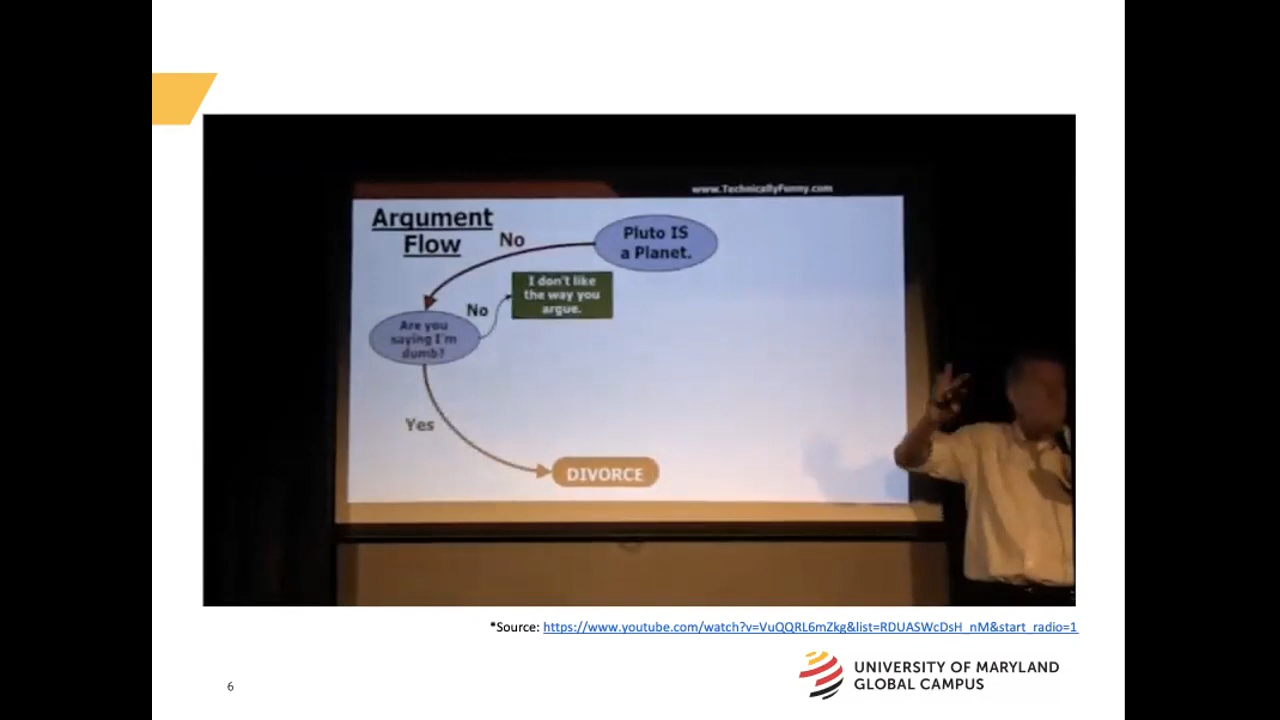 www.TechnicallyFunny.com
Argument
Flow
No
Pluto IS
a Planet.
I don't like
the way you
argue.
No
Are you
saying I'm
dumb?
Yes
DIVORCE
*Source: https://www.youtube.com/watch?v=VuQQRL6mZkg&list=RDUASWcDsH_nM&start_radio=1
6
UNIVERSITY OF MARYLAND
GLOBAL CAMPUS